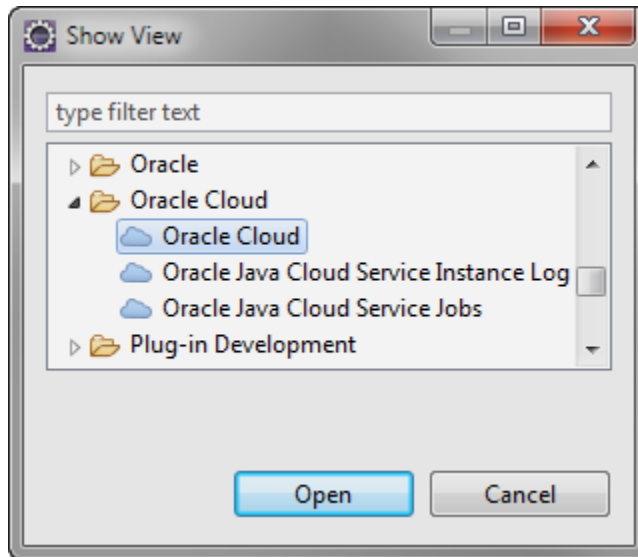 Show View
type filter text
Oracle
Oracle Cloud
Oracle Cloud
Oracle Java Cloud Service Instance Log
Oracle Java Cloud Service Jobs
Plug-in Development
Open Cancel